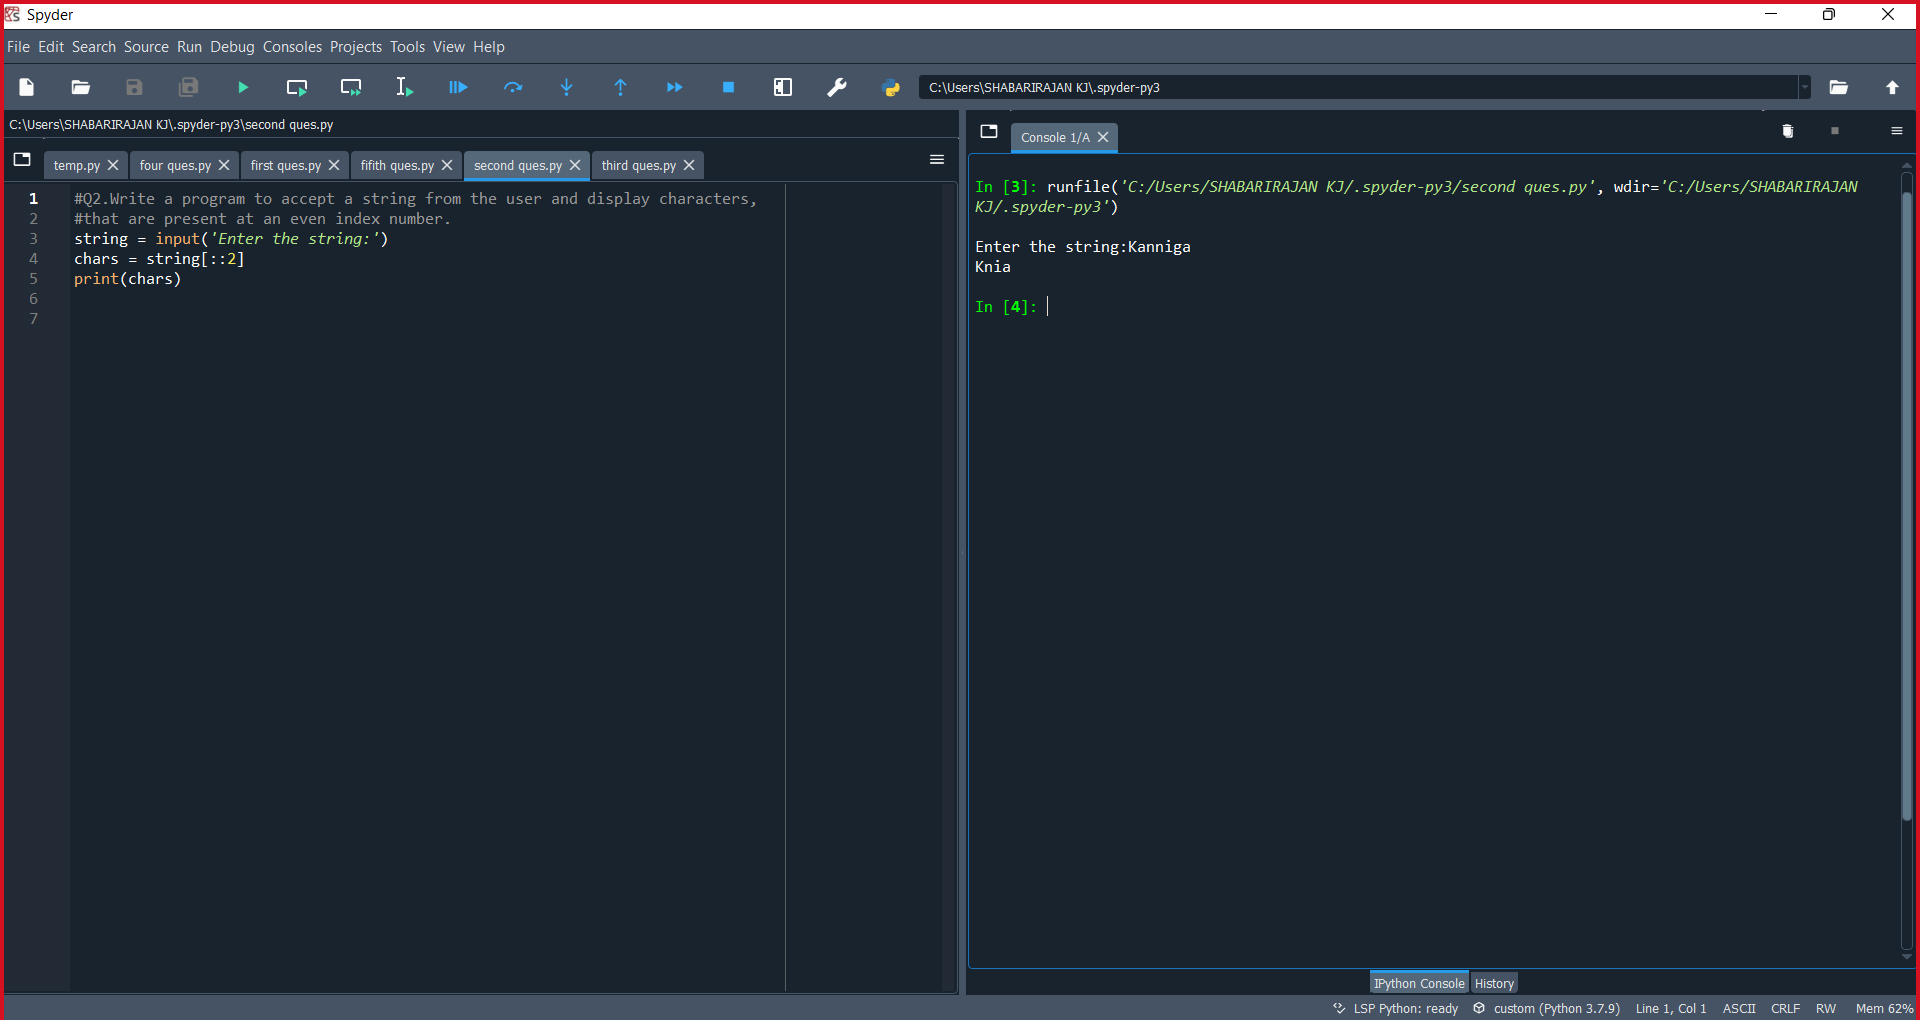 Spyder
File Edit Search Source Run Debug Consoles Projects Tools View Help
C:\Users\SHABARIRAJAN KJ\.spyder-py3
C:\Users\SHABARIRAJAN KJ\.spyder-py3\second ques.py
temp.py four ques.py first ques.py fifith ques.py second ques.py third ques.py
1 #Q2.Write a program to accept a string from the user and display characters,
2 #that are present at an even index number.
3 string = input('Enter the string:')
4 chars = string[::2]
5 print(chars)
6
7
Console 1/A
In [3]: runfile('C:/Users/SHABARIRAJAN KJ/.spyder-py3/second ques.py', wdir='C:/Users/SHABARIRAJAN
KJ/.spyder-py3')
Enter the string:Kanniga
Knia
In [4]:
IPython Console History
LSP Python: ready custom (Python 3.7.9) Line 1, Col 1 ASCII CRLF RW Mem 62%